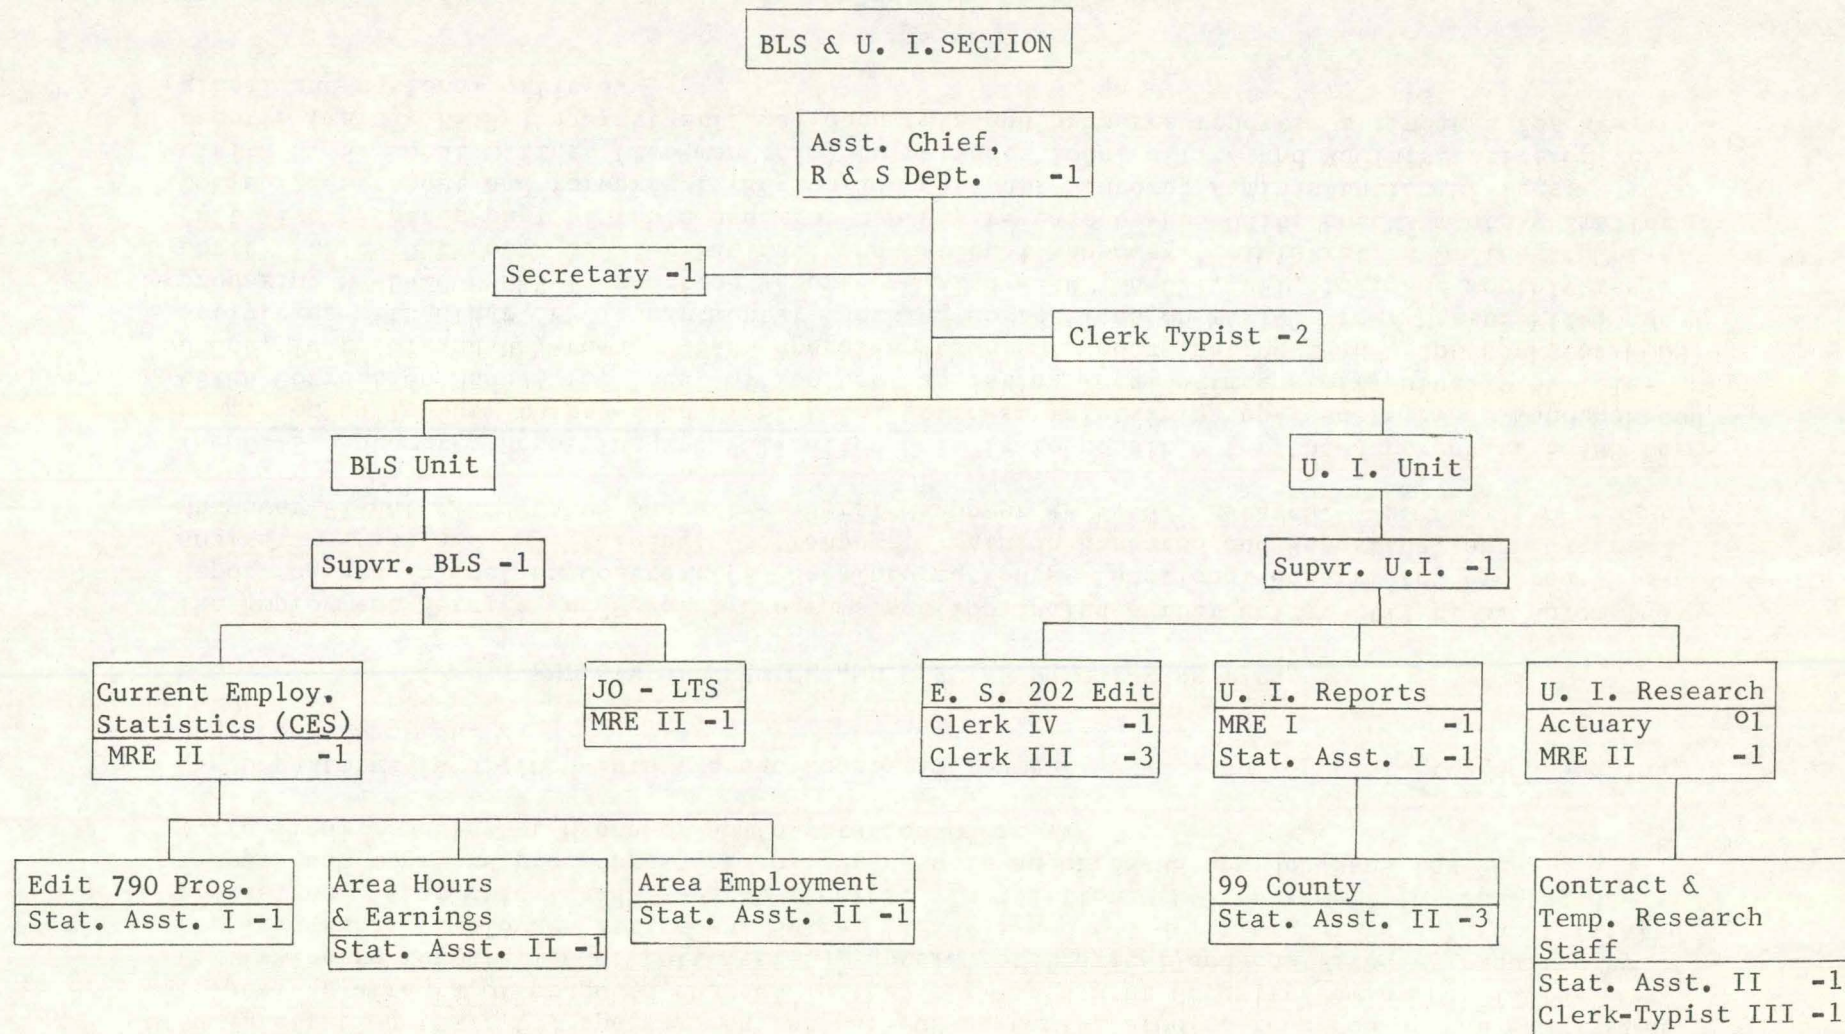 BLS & U. I. SECTION
Asst. Chief,
R & S Dept. -1
Secretary -1
Clerk Typist -2
BLS Unit
U. I. Unit
Supvr. BLS -1
Supvr. U.I. -1
Current Employ.
Statistics (CES)
MRE II -1
JO - LTS
MRE II -1
E. S. 202 Edit
Clerk IV -1
Clerk III -3
U. I. Reports
MRE I -1
Stat. Asst. I -1
U. I. Research
Actuary o1
MRE II -1
Edit 790 Prog.
Stat. Asst. I -1
Area Hours
& Earnings
Stat. Asst. II -1
Area Employment
Stat. Asst. II -1
99 County
Stat. Asst. II -3
Contract &
Temp. Research
Staff
Stat. Asst. II -1
Clerk-Typist III -1